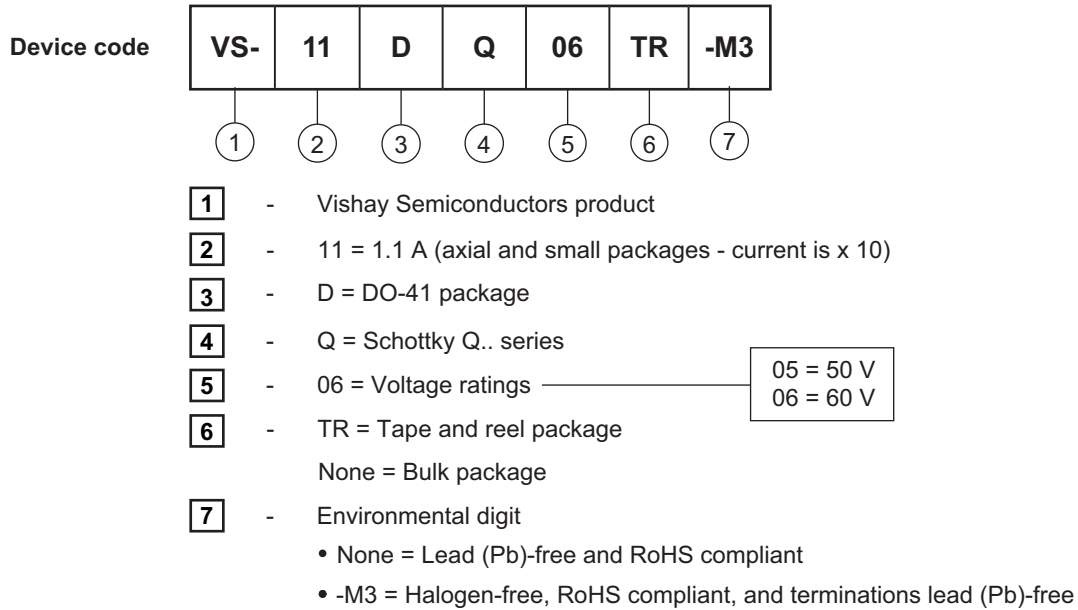 Device code VS- 11 D Q 06 TR -M3
1 2 3 4 5 6 7
1 - Vishay Semiconductors product
2 - 11 = 1.1 A (axial and small packages - current is x 10)
3 - D = DO-41 package
4 - Q = Schottky Q.. series
5 - 06 = Voltage ratings
05 = 50 V
06 = 60 V
6 - TR = Tape and reel package
None = Bulk package
7 - Environmental digit
• None = Lead (Pb)-free and RoHS compliant
• -M3 = Halogen-free, RoHS compliant, and terminations lead (Pb)-free